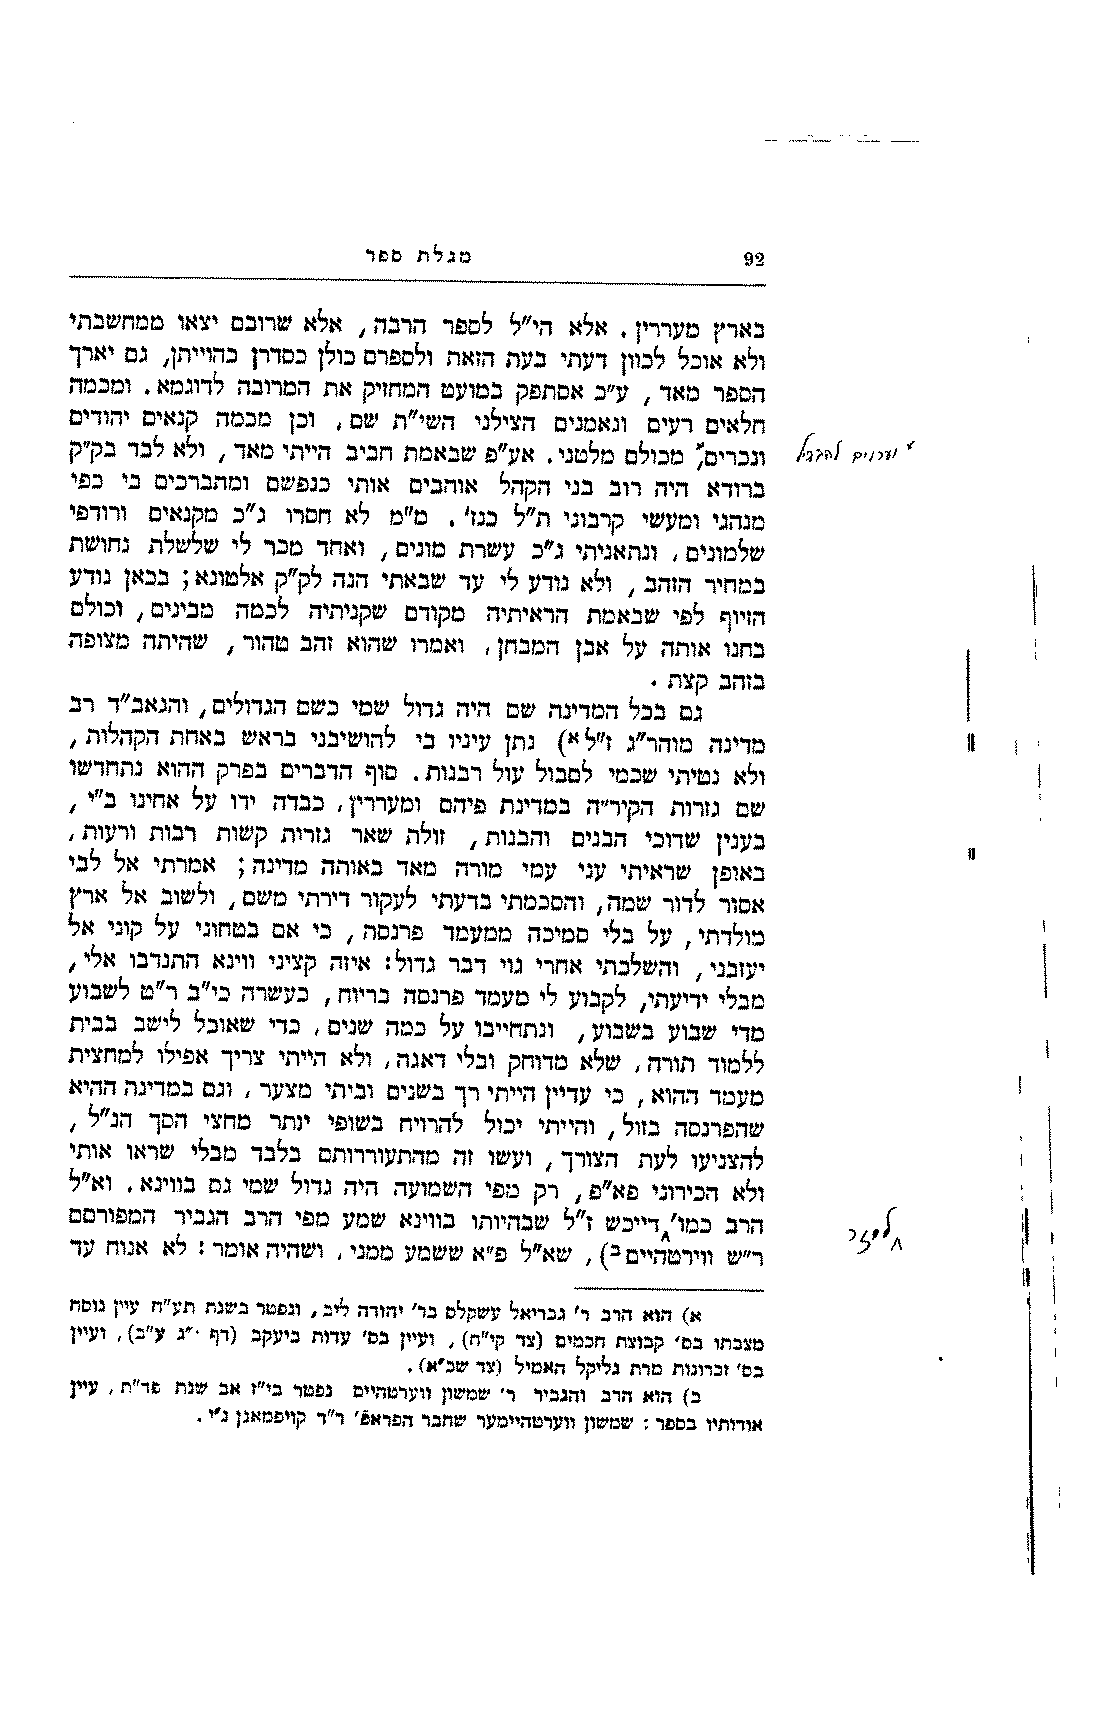 92 מגלת ספר
בארץ מעררין. אלא הי"ל לספר הרבה, אלא שרובם יצאו ממחשבתי
ולא אוכל לכוון דעתי בעת הזאת ולספרם כולן כסדרן כהוייתן, גם יארך
הספר מאד, ע"כ אסתפק במועט המחזיק את המרובה לדוגמא. ומכמה
חלאים רעים ונאמנים הצילני השי"ת שם, וכן מכמה קנאים יהודים
ונכרים,* מכולם מלטני. אע"פ שבאמת חביב הייתי מאד, ולא לבד בק"ק
* וערוים להבדל
ברודא היה רוב בני הקהל אוהבים אותי כנפשם ומתברכים בי כפי
מנהגי ומעשי קרבוני ת"ל כנז'. מ"מ לא חסרו ג"כ מקנאים ורודפי
שלמונים, ונתאניתי ג"כ עשרת מונים, ואחד מכר לי שלשלת נחושת
במחיר הזהב, ולא נודע לי עד שבאתי הנה לק"ק אלטונא; בכאן נודע
הזיוף לפי שבאמת הראיתיה מקודם שקניתיה לכמה מבינים, וכולם
בחנו אותה על אבן המבחן, ואמרו שהוא זהב טהור, שהיתה מצופה
בזהב קצת.
גם בכל המדינה שם היה גדול שמי כשם הגדולים, והגאב"ד רב
מדינה מוהר"ג ז"ל א) נתן עיניו בי להושיבני בראש באחת הקהלות,
ולא נטיתי שכמי לסבול עול רבנות. סוף הדברים בפרק ההוא נתחדשו
שם גזרות הקיר"ה במדינת פיהם ומעררין, כבדה ידו על אחינו ב"י,
בענין שדוכי הבנים והבנות, זולת שאר גזרות קשות רבות ורעות,
באופן שראיתי עני עמי מורה מאד באותה מדינה; אמרתי אל לבי
אסור לדור שמה, והסכמתי בדעתי לעקור דירתי משם, ולשוב אל ארץ
מולדתי, על בלי סמיכה ממעמד פרנסה, כי אם בטחוני על קוני אל
יעזבני, והשלכתי אחרי גוי דבר גדול: איזה קציני ווינא התנדבו אלי,
מבלי ידיעתי, לקבוע לי מעמד פרנסה בריוח, כעשרה כי"ב ר"ט לשבוע
מדי שבוע בשבוע, ונתחייבו על כמה שנים, כדי שאוכל לישב בבית
ללמוד תורה, שלא מדוחק ובלי דאגה, ולא הייתי צריך אפילו למחצית
מעמד ההוא, כי עדיין הייתי רך בשנים וביתי מצער, וגם במדינה ההיא
שהפרנסה בזול, והייתי יכול להרויח בשופי יותר מחצי הסך הנ"ל,
להצניעו לעת הצורך, ועשו זה מהתעוררותם בלבד מבלי שראו אותי
ולא הכירוני פא"פ, רק מפי השמועה היה גדול שמי גם בווינא. וא"ל
הרב כמו' דייכש ז"ל שבהיותו בווינא שמע מפי הרב הגביר המפורסם
ר"ש ווירטהיים ב), שא"ל פ"א ששמע ממני, ושהיה אומר: לא אנוח עד
א) הוא הרב ר' גבריאל עשקלס בר' יהודה ליב, ונפטר בשנת תע"ח עיין נוסח
מצבתו בס' קבוצת חכמים (צד קי"ח), ועיין בס' עדות ביעקב (דף ג ע"ב), ועיין
בס' זכרונות מרת גליקל האמיל (צד שכ"א).
ב) הוא הרב והגביר ר' שמשון ווערטהיים נפטר בי"ז אב שנת פד"ת, עיין
אודותיו בספר: שמשון ווערטהיימער שחבר הפראפ' ר"ד קויפמאנן נ"י.